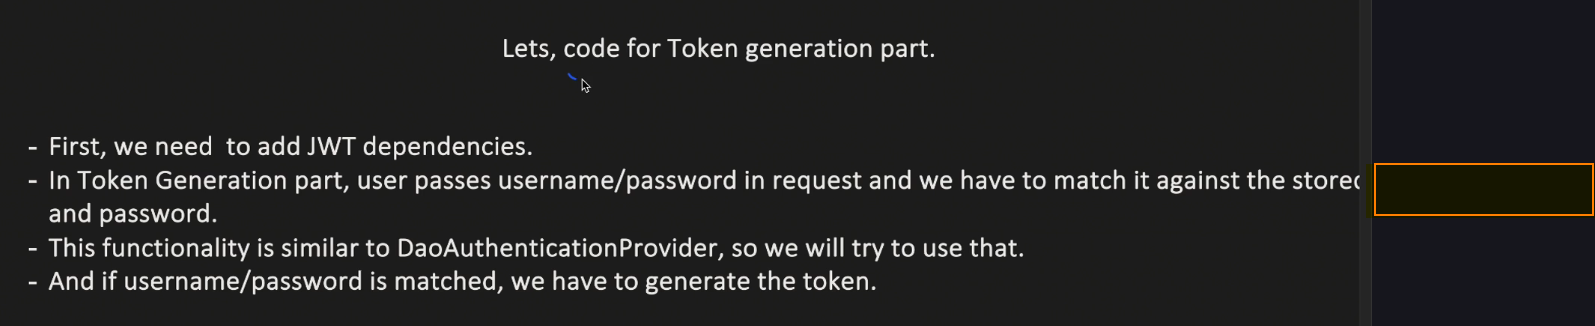 Lets, code for Token generation part.
- First, we need  to add JWT dependencies.
- In Token Generation part, user passes username/password in request and we have to match it against the stored
and password.
- This functionality is similar to DaoAuthenticationProvider, so we will try to use that.
- And if username/password is matched, we have to generate the token.